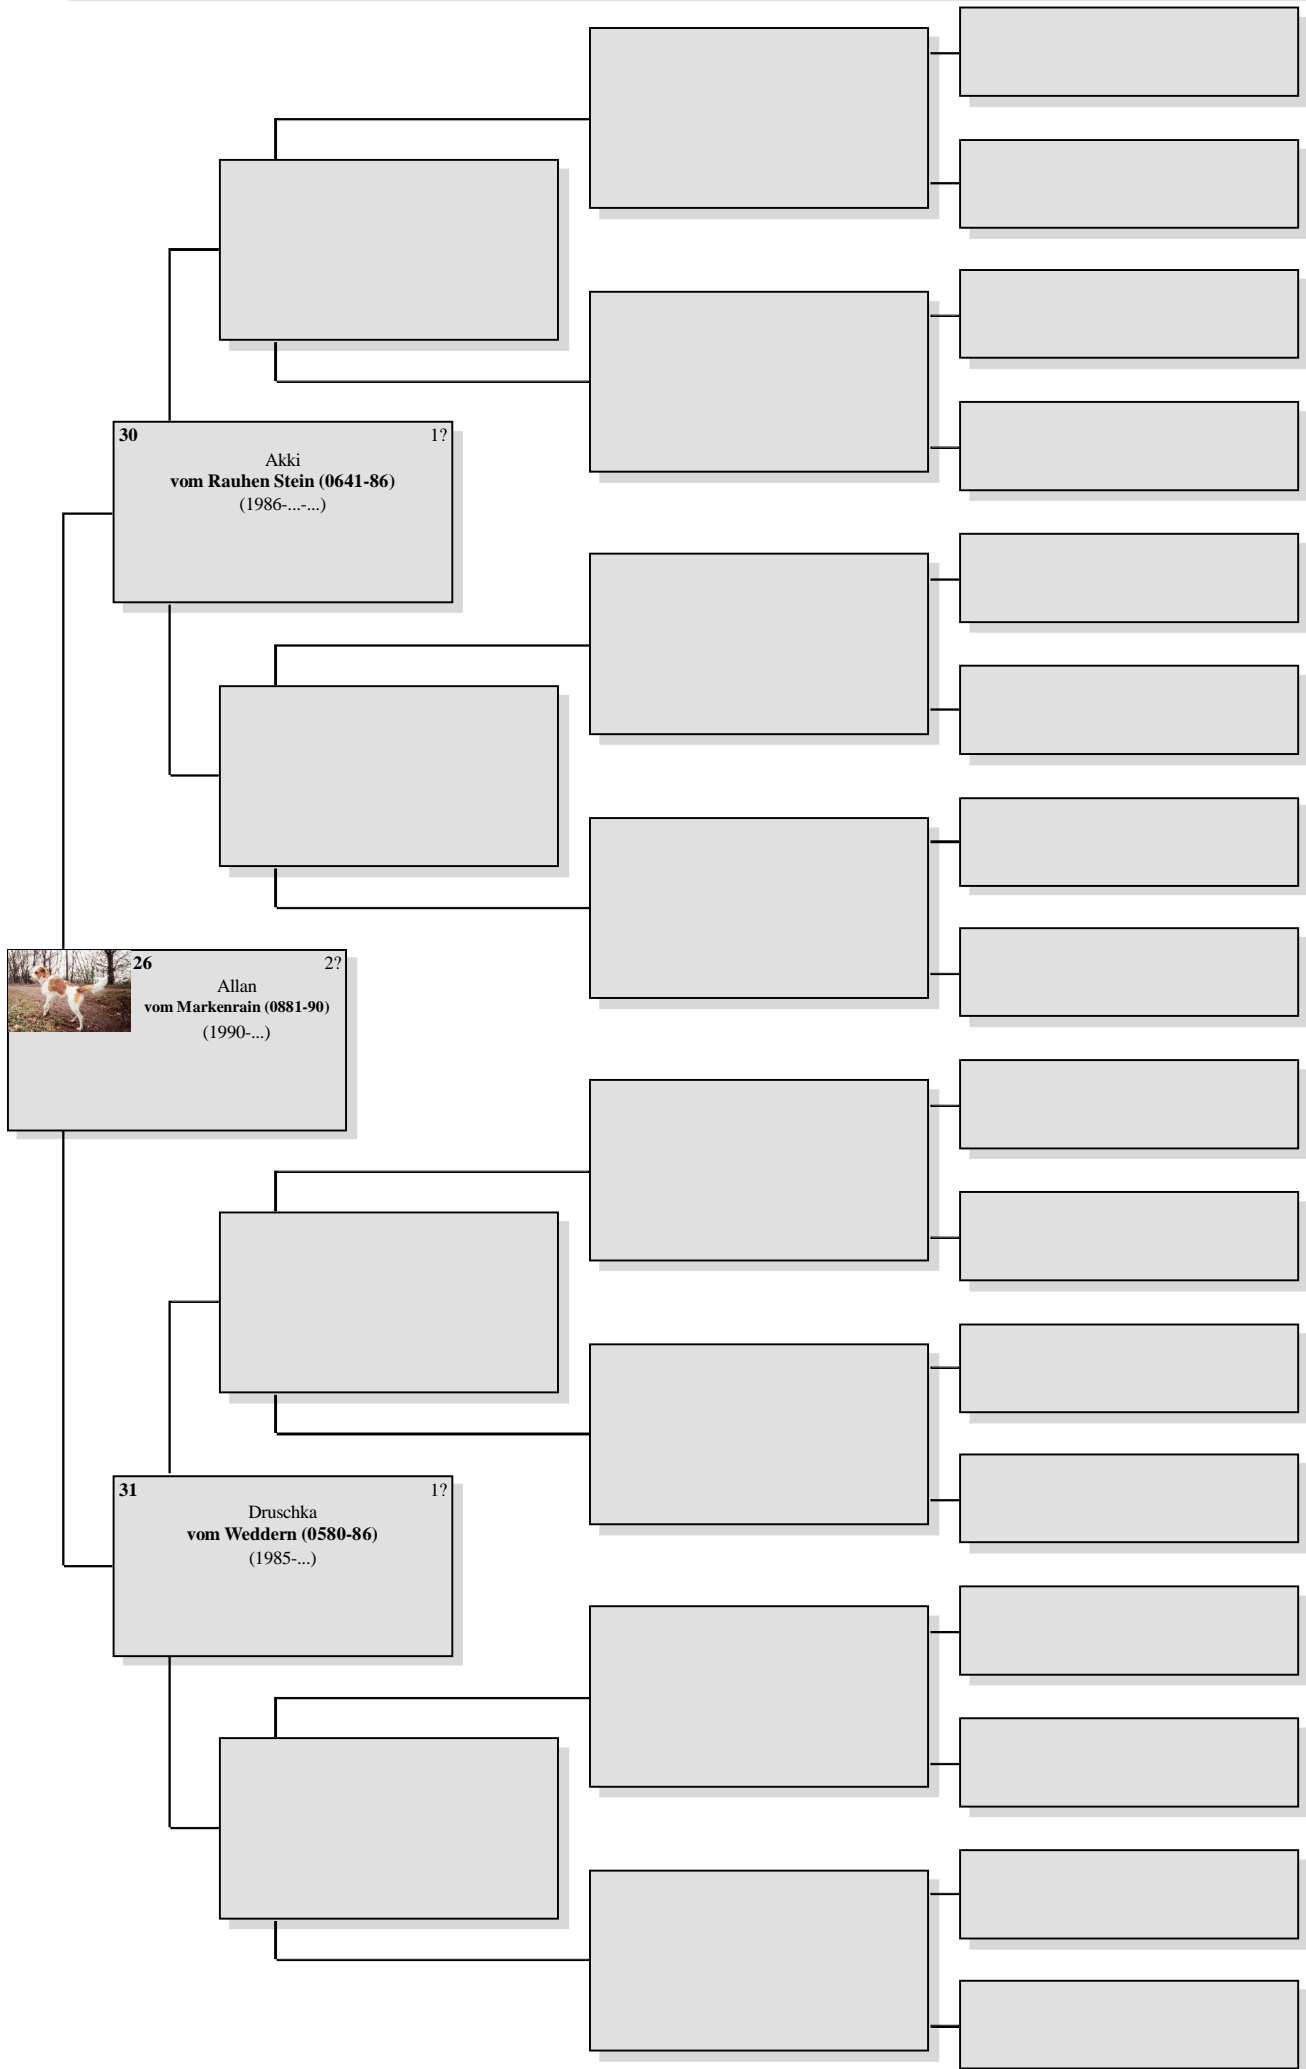 30 1?
Akki
vom Rauhen Stein (0641-86)
(1986-...-...)
26 2?
Allan
vom Markenrain (0881-90)
(1990-...)
31 1?
Druschka
vom Weddern (0580-86)
(1985-...)